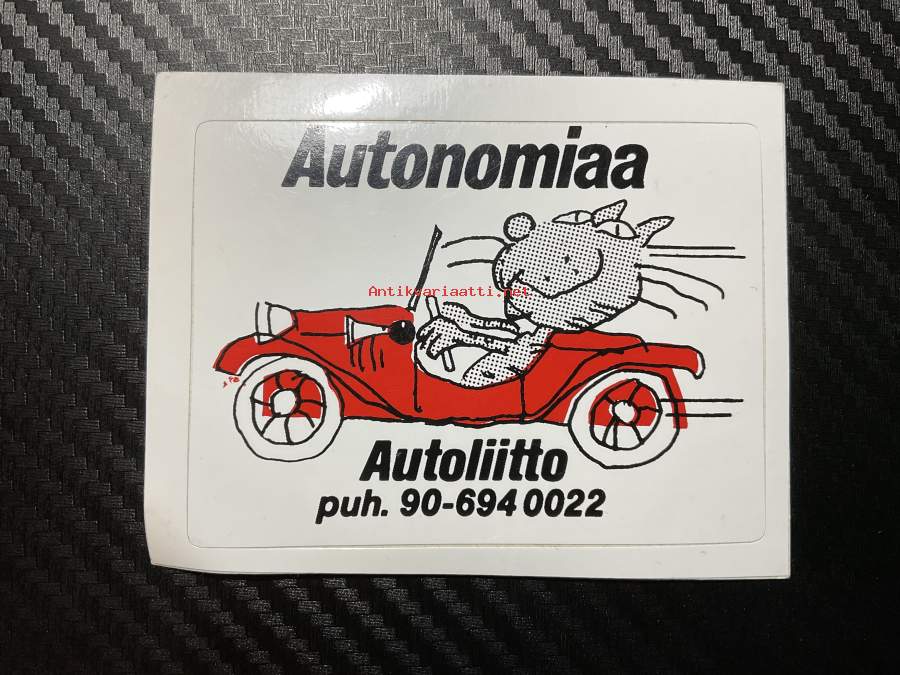 Autonomiaa
Antikvariaatti.net
Autoliitto
puh. 90-694 0022